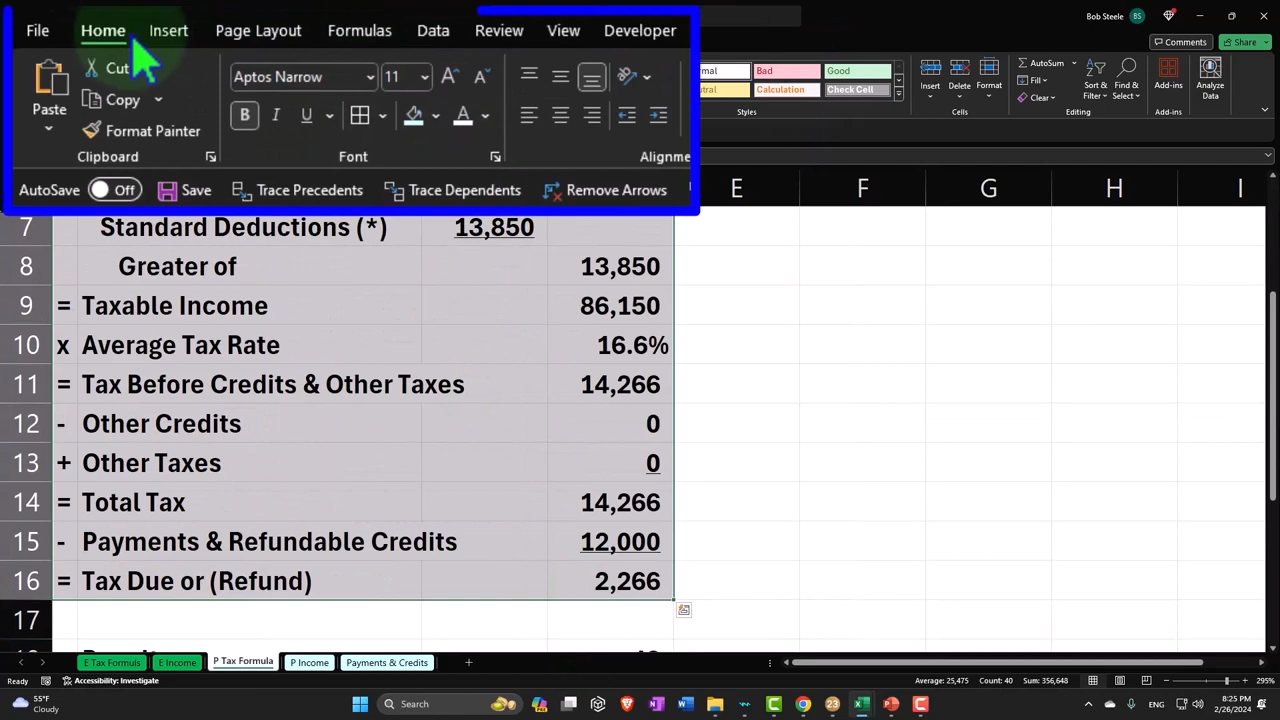 Bob Steele BS
File Home Insert Page Layout Formulas Data Review View Developer
Comments Share
Cut
Copy
Format Painter
Paste
Aptos Narrow 11
B I U A
Clipboard Font
Bad Good
Calculation Check Cell
Styles
Insert Delete Format
Cells
AutoSum
Fill
Clear
Sort & Filter
Find & Select
Editing
Add-ins
Add-ins
Analyze Data
AutoSave Off Save Trace Precedents Trace Dependents Remove Arrows
E F G H I
7 Standard Deductions (*) 13,850
8 Greater of 13,850
9 = Taxable Income 86,150
10 x Average Tax Rate 16.6%
11 = Tax Before Credits & Other Taxes 14,266
12 - Other Credits 0
13 + Other Taxes 0
14 = Total Tax 14,266
15 - Payments & Refundable Credits 12,000
16 = Tax Due or (Refund) 2,266
17
E Tax Formuls E Income P Tax Formula P Income Payments & Credits
Ready Accessibility: Investigate Average: 25,475 Count: 40 Sum: 356,648 295%
55°F
Cloudy
Search
ENG
8:25 PM
2/26/2024